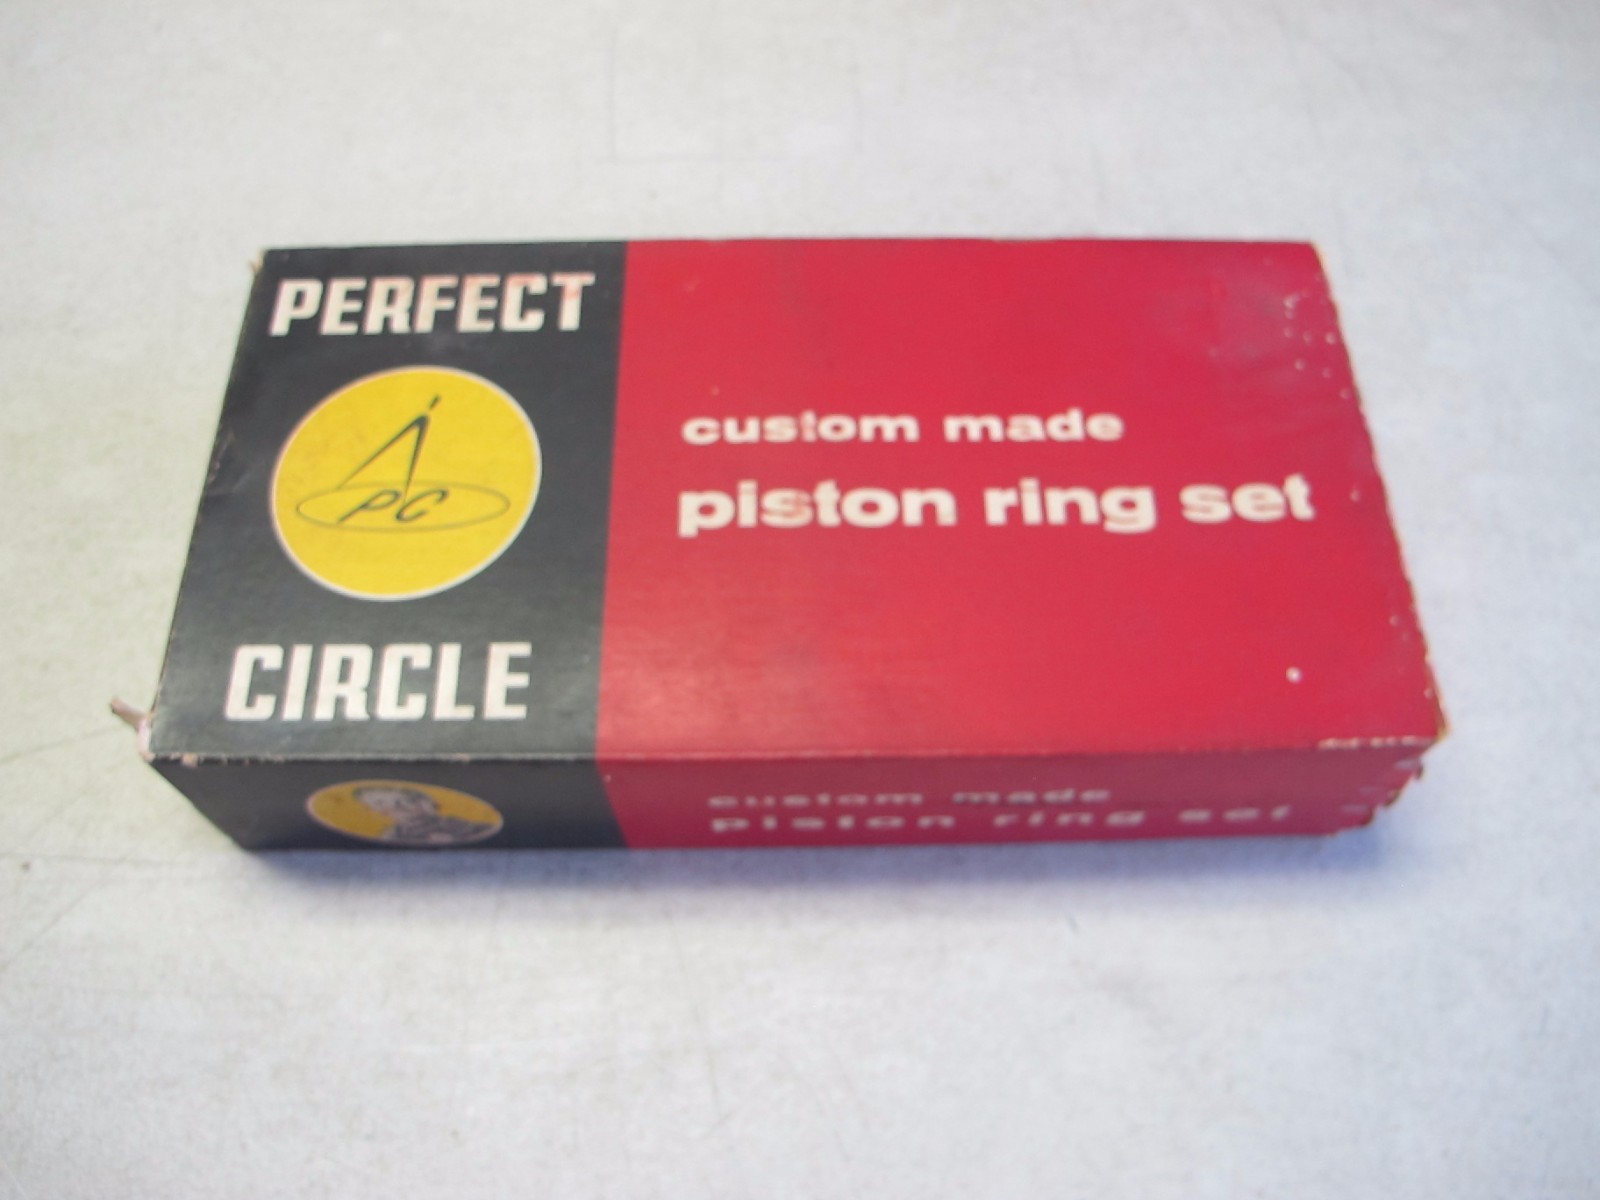 PERFECT
PC
CIRCLE
custom made
piston ring set
custom made
piston ring set